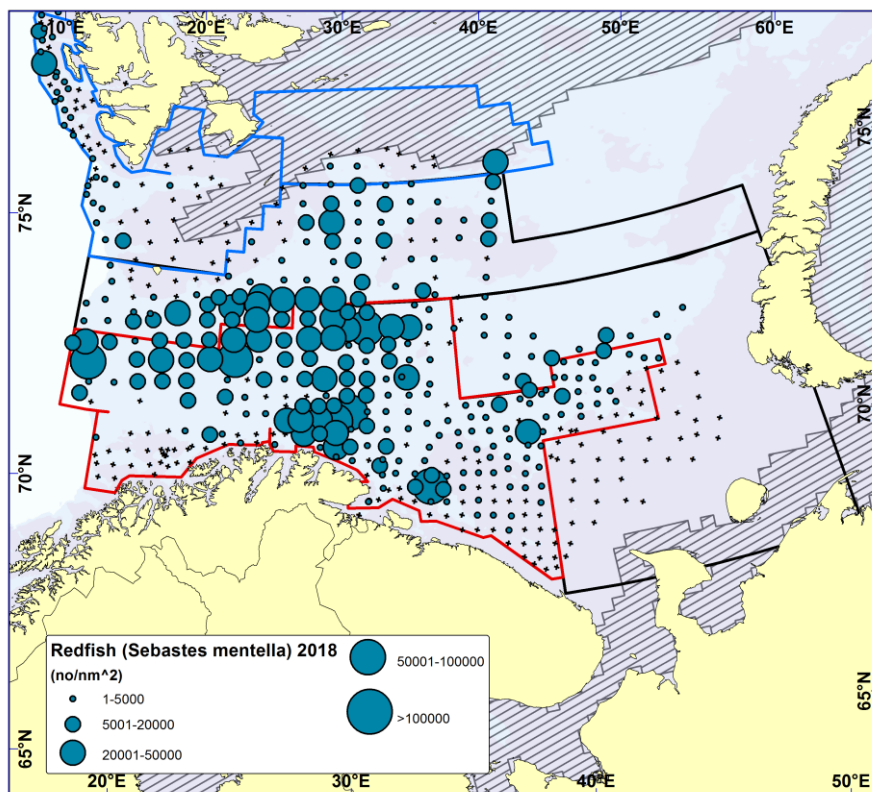 10°E 20°E 30°E 40°E 50°E 60°E
75°N 75°N
70°N 70°N
65°N 65°N
Redfish (Sebastes mentella) 2018
(no/nm^2)
1-5000
5001-20000
20001-50000
50001-100000
>100000
20°E 30°E 40°E 50°E